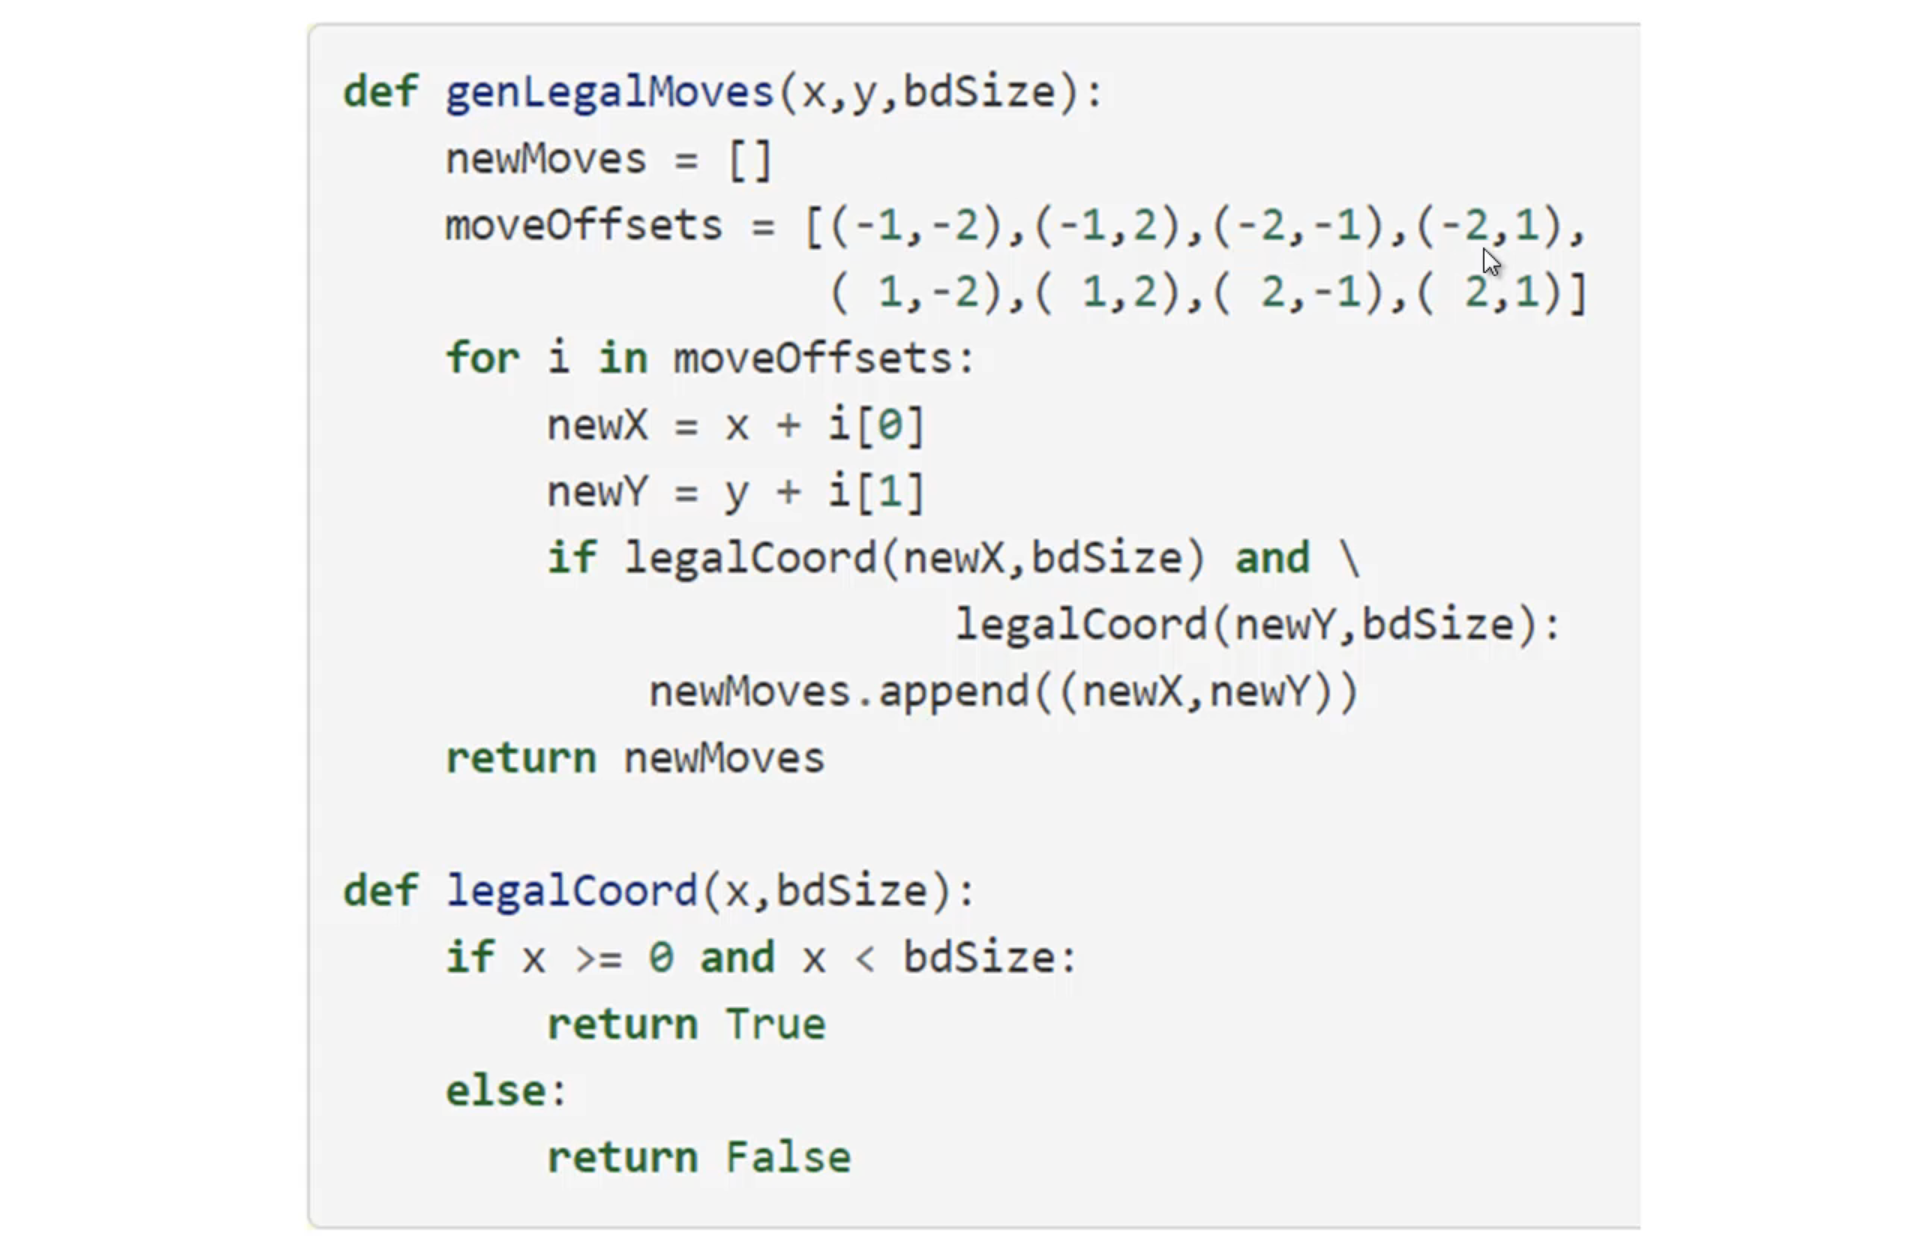 def genLegalMoves(x,y,bdSize):
    newMoves = []
    moveOffsets = [(-1,-2),(-1,2),(-2,-1),(-2,1),
                   ( 1,-2),( 1,2),( 2,-1),( 2,1)]
    for i in moveOffsets:
        newX = x + i[0]
        newY = y + i[1]
        if legalCoord(newX,bdSize) and \
                        legalCoord(newY,bdSize):
            newMoves.append((newX,newY))
    return newMoves

def legalCoord(x,bdSize):
    if x >= 0 and x < bdSize:
        return True
    else:
        return False